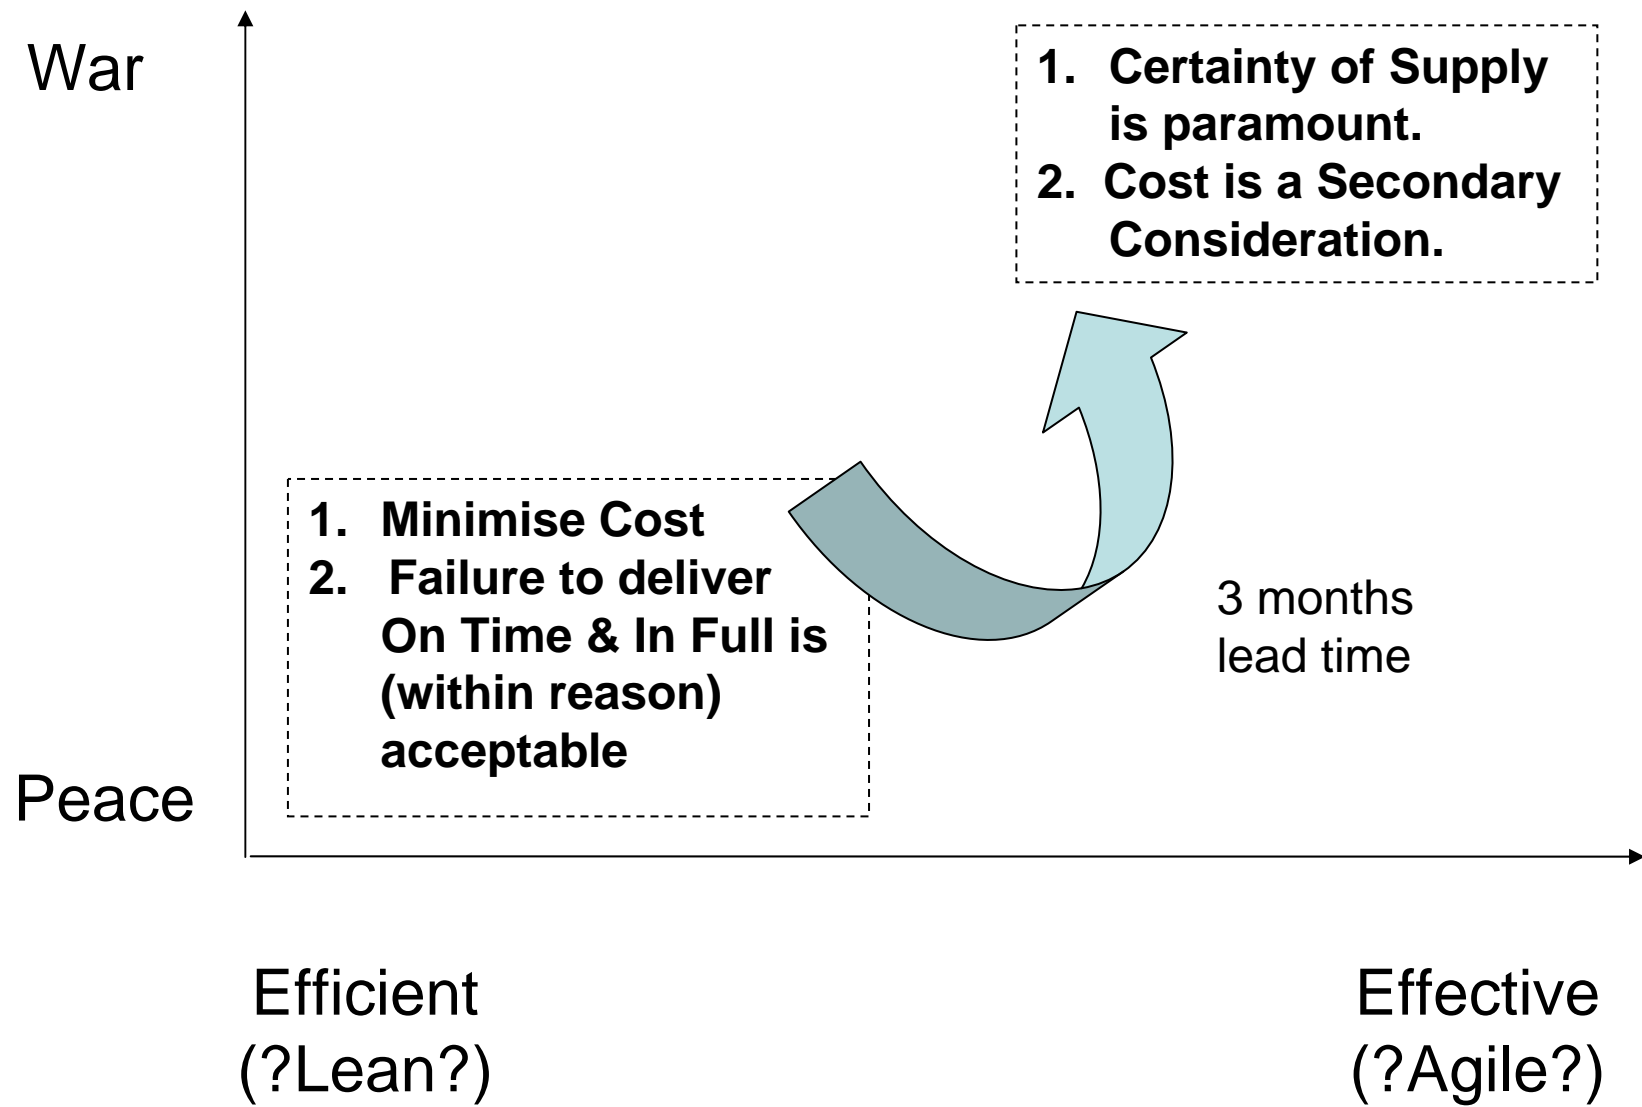 War
1. Certainty of Supply
is paramount.
2. Cost is a Secondary
Consideration.
1. Minimise Cost
2. Failure to deliver
On Time & In Full is
(within reason)
acceptable
3 months
lead time
Peace
Efficient
(?Lean?)
Effective
(?Agile?)